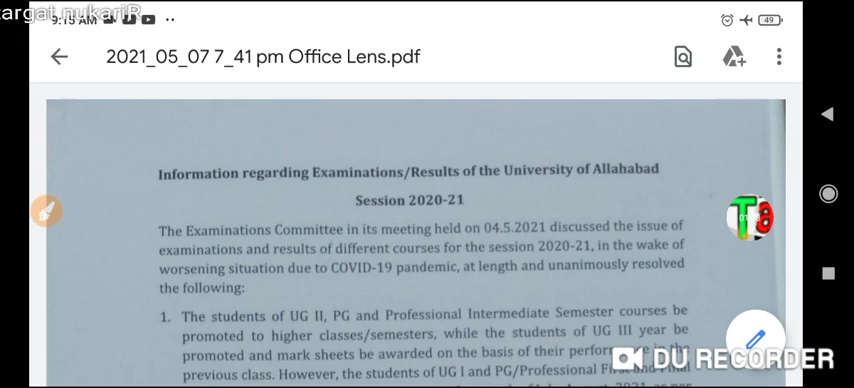 targat nukariR
9:15 AM
49
2021_05_07 7_41 pm Office Lens.pdf
Information regarding Examinations/Results of the University of Allahabad
Session 2020-21
The Examinations Committee in its meeting held on 04.5.2021 discussed the issue of
examinations and results of different courses for the session 2020-21, in the wake of
worsening situation due to COVID-19 pandemic, at length and unanimously resolved
the following:
1. The students of UG II, PG and Professional Intermediate Semester courses be
promoted to higher classes/semesters, while the students of UG III year be
promoted and mark sheets be awarded on the basis of their in the
previous class. However, the students of UG I and PG/Professional
Ta
DU RECORDER